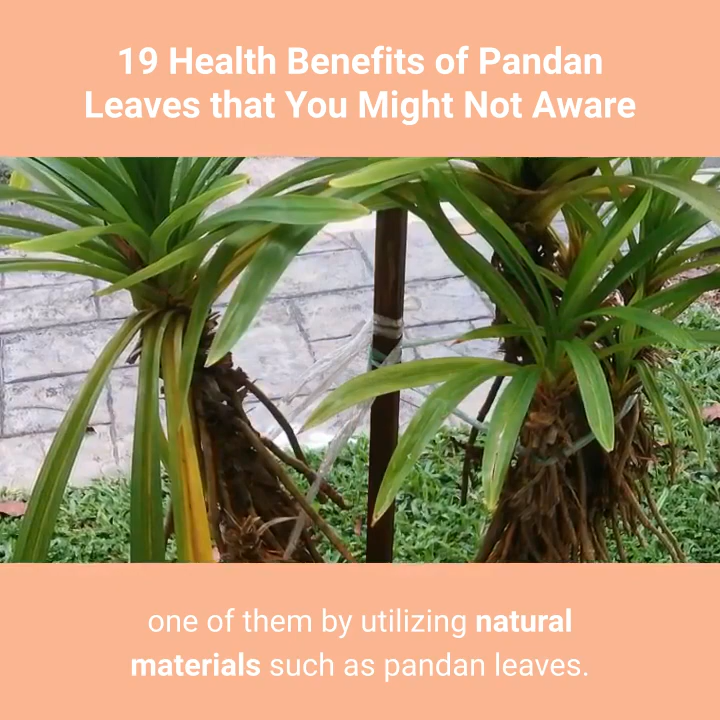 19 Health Benefits of Pandan
Leaves that You Might Not Aware
one of them by utilizing natural
materials such as pandan leaves.